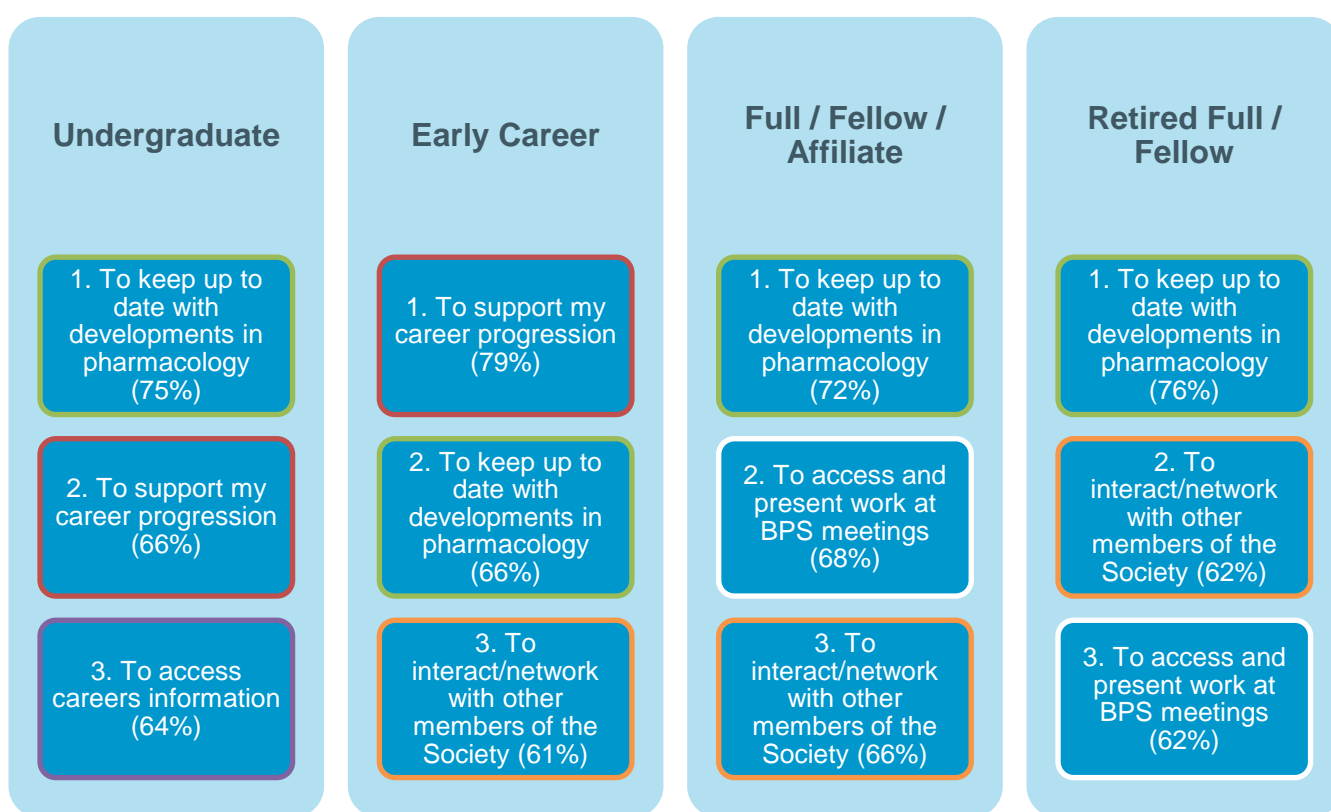 Undergraduate
1. To keep up to
date with
developments in
pharmacology
(75%)
2. To support my
career progression
(66%)
3. To access
careers information
(64%)
Early Career
1. To support my
career progression
(79%)
2. To keep up to
date with
developments in
pharmacology
(66%)
3. To
interact/network
with other
members of the
Society (61%)
Full / Fellow /
Affiliate
1. To keep up to
date with
developments in
pharmacology
(72%)
2. To access and
present work at
BPS meetings
(68%)
3. To
interact/network
with other
members of the
Society (66%)
Retired Full /
Fellow
1. To keep up to
date with
developments in
pharmacology
(76%)
2. To
interact/network
with other
members of the
Society (62%)
3. To access and
present work at
BPS meetings
(62%)